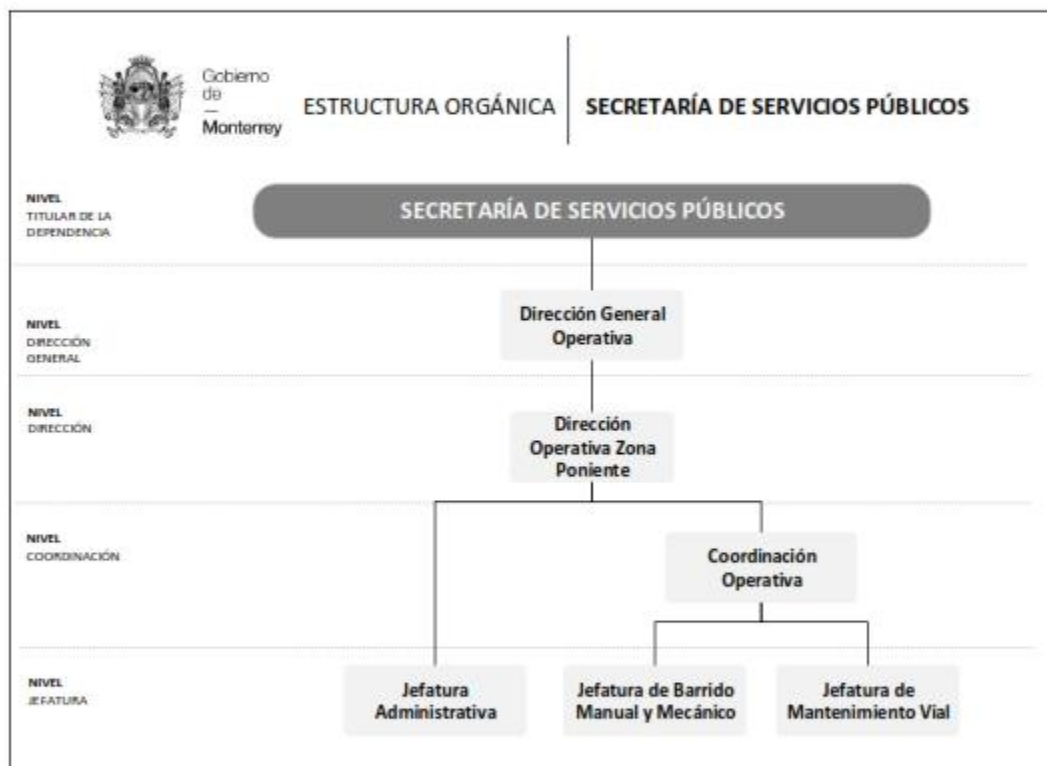 Gobierno
de
—
Monterrey
ESTRUCTURA ORGÁNICA
SECRETARÍA DE SERVICIOS PÚBLICOS
NIVEL
TITULAR DE LA
DEPENDENCIA
SECRETARÍA DE SERVICIOS PÚBLICOS
NIVEL
DIRECCIÓN
GENERAL
Dirección General
Operativa
NIVEL
DIRECCIÓN
Dirección
Operativa Zona
Poniente
NIVEL
COORDINACIÓN
Coordinación
Operativa
NIVEL
JEFATURA
Jefatura
Administrativa
Jefatura de Barrido
Manual y Mecánico
Jefatura de
Mantenimiento Vial